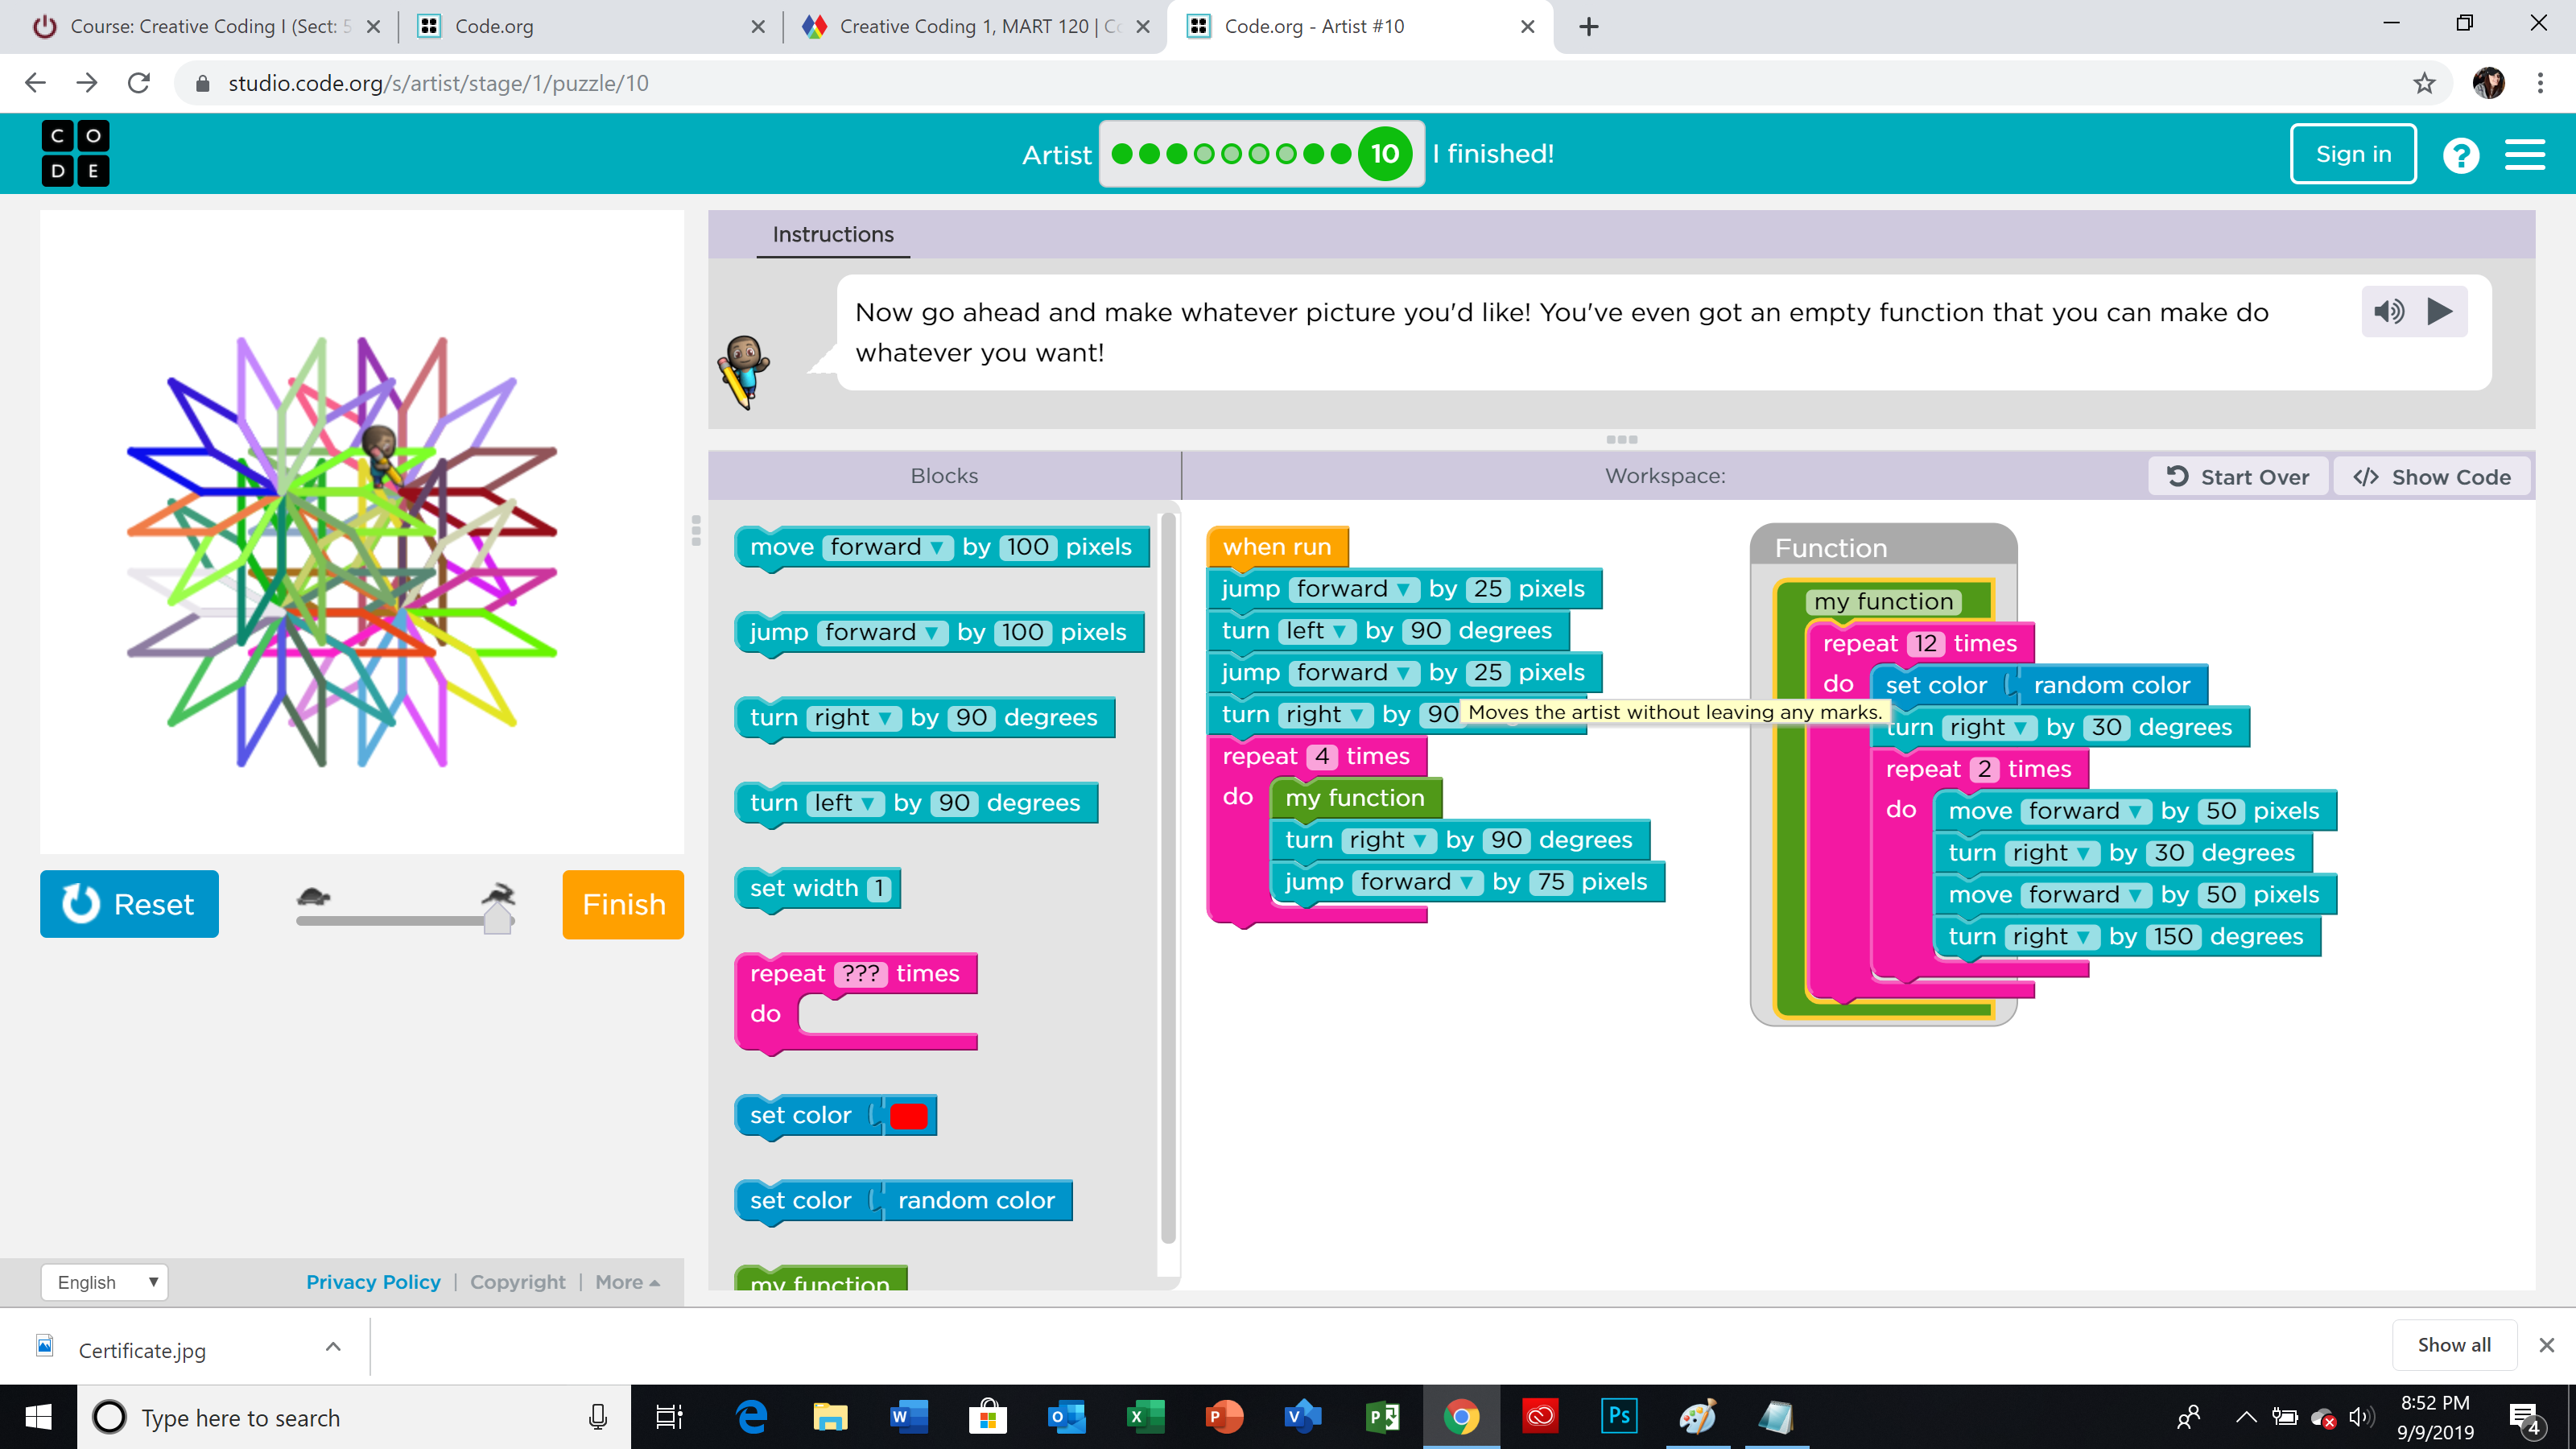 Course: Creative Coding I (Sect: 5
Code.org
Creative Coding 1, MART 120 | Co
Code.org - Artist #10
studio.code.org/s/artist/stage/1/puzzle/10
C O
D E
Artist
10
I finished!
Sign in
?
Instructions
Now go ahead and make whatever picture you'd like! You've even got an empty function that you can make do
whatever you want!
Blocks
Workspace:
Start Over
</> Show Code
move forward ▼ by 100 pixels
jump forward ▼ by 100 pixels
turn right ▼ by 90 degrees
turn left ▼ by 90 degrees
set width 1
repeat ??? times
do
set color
set color random color
my function
when run
jump forward ▼ by 25 pixels
turn left ▼ by 90 degrees
jump forward ▼ by 25 pixels
turn right ▼ by 90
Moves the artist without leaving any marks.
repeat 4 times
do my function
turn right ▼ by 90 degrees
jump forward ▼ by 75 pixels
Function
my function
repeat 12 times
do set color random color
turn right ▼ by 30 degrees
repeat 2 times
do move forward ▼ by 50 pixels
turn right ▼ by 30 degrees
move forward ▼ by 50 pixels
turn right ▼ by 150 degrees
Reset
Finish
English ▼
Privacy Policy | Copyright | More
Certificate.jpg
Show all
Type here to search
W
O
X
P
V
P
Ps
8:52 PM
9/9/2019
4